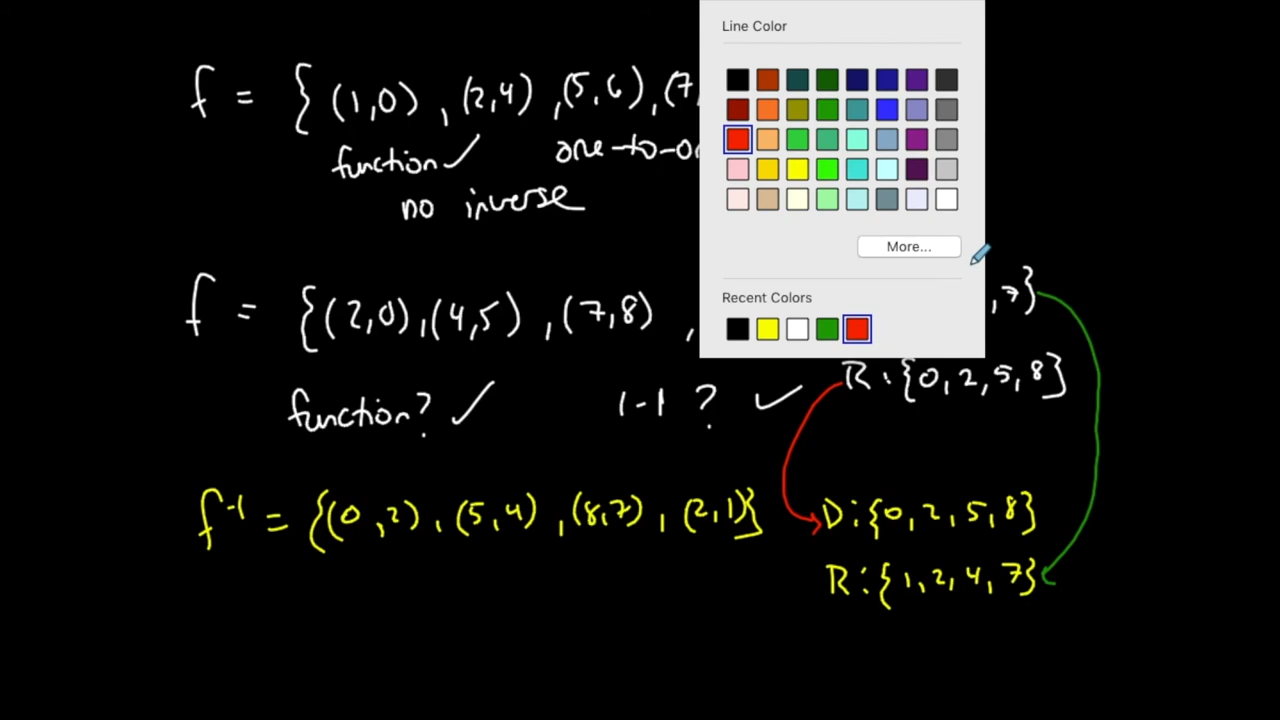 f = { (1,0) , (2,4) , (5,6) , (7,
function ✓ one-to-o
no inverse
Line Color
More...
Recent Colors
f = {(2,0) , (4,5) , (7,8) ,
, 7}
R : {0, 2, 5, 8}
function? ✓ 1-1 ? ✓
f⁻¹ = {(0,2) , (5,4) , (8,7) , (2,1)} D : {0, 2, 5, 8}
R : {1, 2, 4, 7}